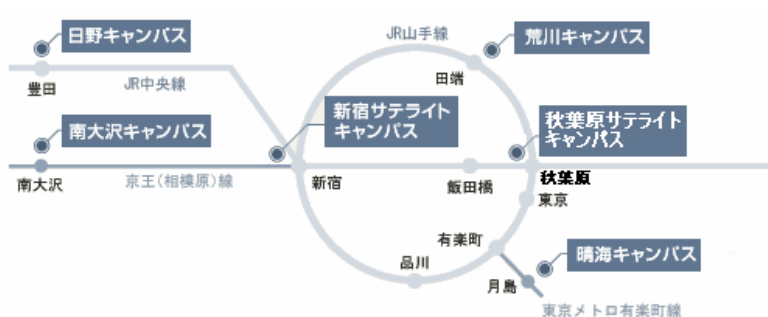 日野キャンパス
JR山手線
荒川キャンパス
豊田
JR中央線
田端
新宿サテライト
キャンパス
南大沢キャンパス
秋葉原サテライト
キャンパス
南大沢
京王(相模原)線
新宿
飯田橋
秋葉原
東京
有楽町
品川
晴海キャンパス
月島
東京メトロ有楽町線